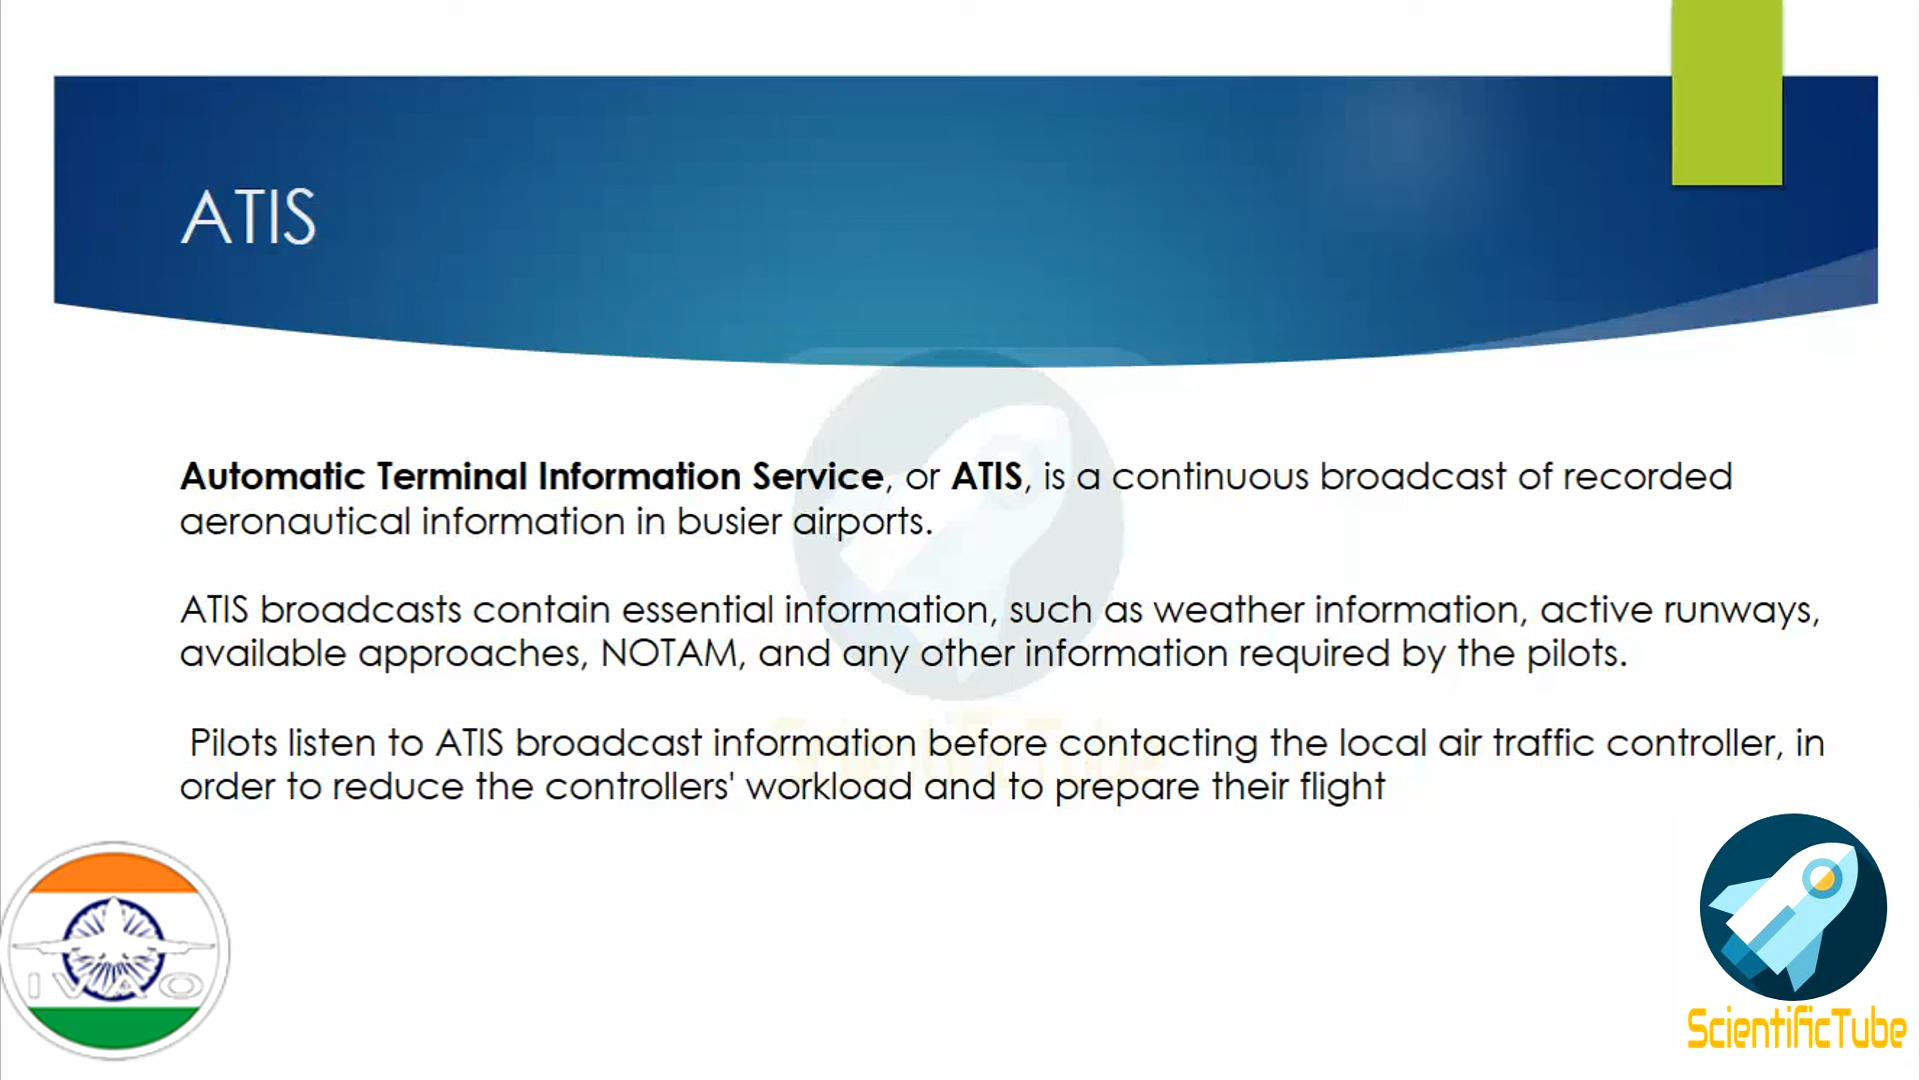 ATIS
Automatic Terminal Information Service, or ATIS, is a continuous broadcast of recorded
aeronautical information in busier airports.
ATIS broadcasts contain essential information, such as weather information, active runways,
available approaches, NOTAM, and any other information required by the pilots.
Pilots listen to ATIS broadcast information before contacting the local air traffic controller, in
order to reduce the controllers' workload and to prepare their flight
IVAO
ScientificTube
ScientificTube